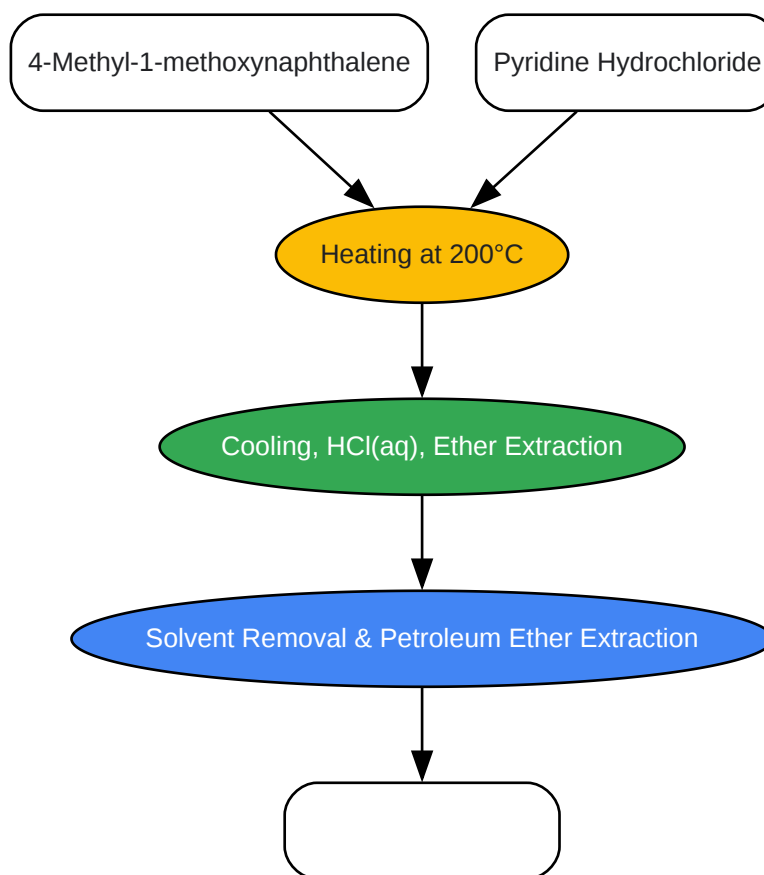 4-Methyl-1-methoxynaphthalene
Pyridine Hydrochloride
Heating at 200°C
Cooling, HCl(aq), Ether Extraction
Solvent Removal & Petroleum Ether Extraction